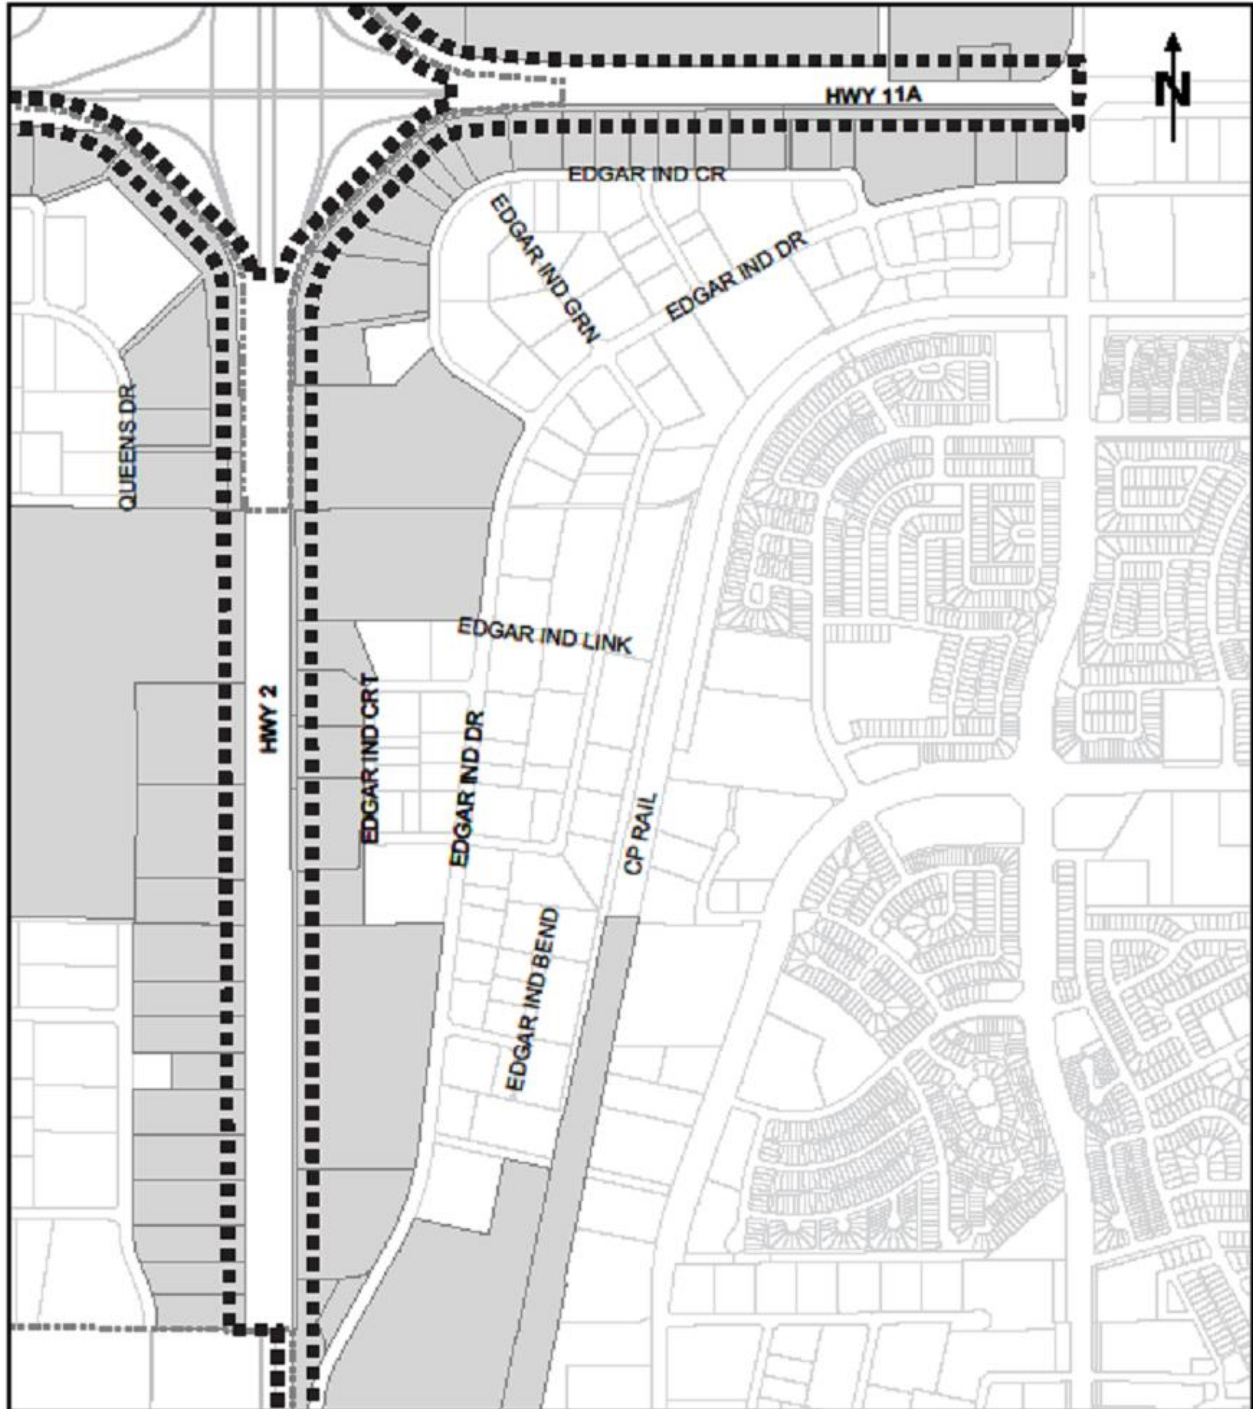 HWY 11A
N
EDGAR IND CR
EDGAR IND GRN
EDGAR IND DR
QUEENS DR
EDGAR IND LINK
HWY 2
EDGAR IND CRT
EDGAR IND DR
CP RAIL
EDGAR IND BEND